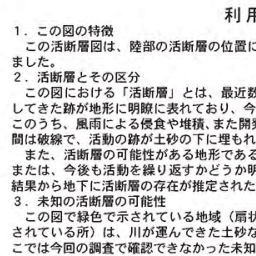 利用
1．この図の特徴
この活断層図は、陸部の活断層の位置に
ました。
2．活断層とその区分
この図における「活断層」とは、最近数
してきた跡が地形に明瞭に表れており、今
このうち、風雨による侵食や堆積、また開発
間は破線で、活動の跡が土砂の下に埋もれ
また、活断層の可能性がある地形である
または、今後も活動を繰り返すかどうか明
結果から地下に活断層の存在が推定された
3．未知の活断層の可能性
この図で緑色で示されている地域（扇状
されている所）は、川が運んできた土砂な
こでは今回の調査で確認できなかった未知